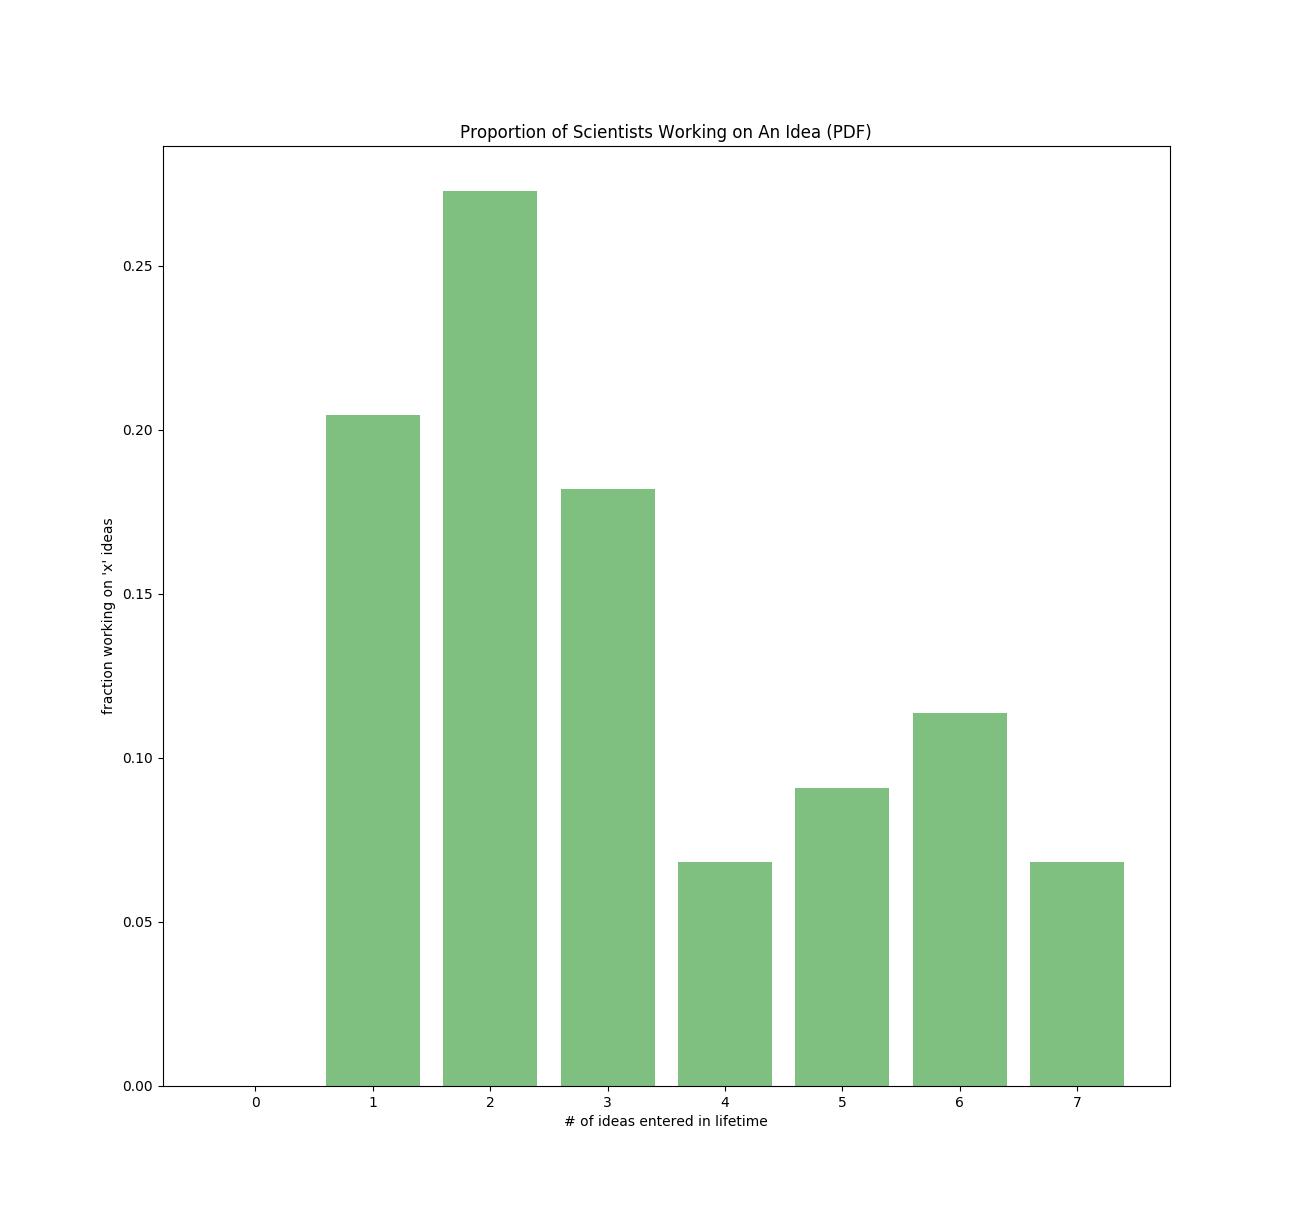 Proportion of Scientists Working on An Idea (PDF)
fraction working on 'x' ideas
0.25
0.20
0.15
0.10
0.05
0.00
0 1 2 3 4 5 6 7
# of ideas entered in lifetime